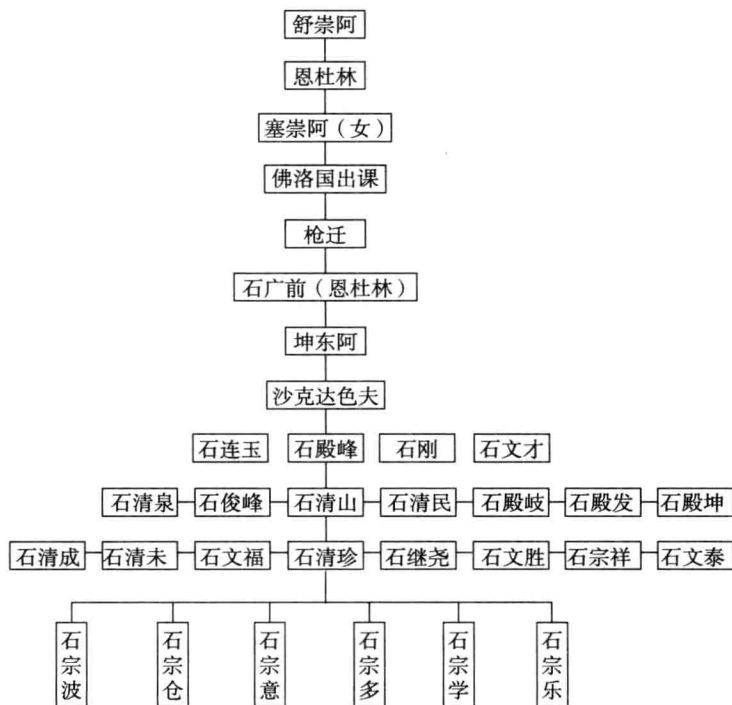 舒崇阿
恩杜林
塞崇阿（女）
佛洛国出课
枪迁
石广前（恩杜林）
坤东阿
沙克达色夫
石连玉 石殿峰 石刚 石文才
石清泉 石俊峰 石清山 石清民 石殿岐 石殿发 石殿坤
石清成 石清未 石文福 石清珍 石继尧 石文胜 石宗祥 石文泰
石宗波 石宗仓 石宗意 石宗多 石宗学 石宗乐